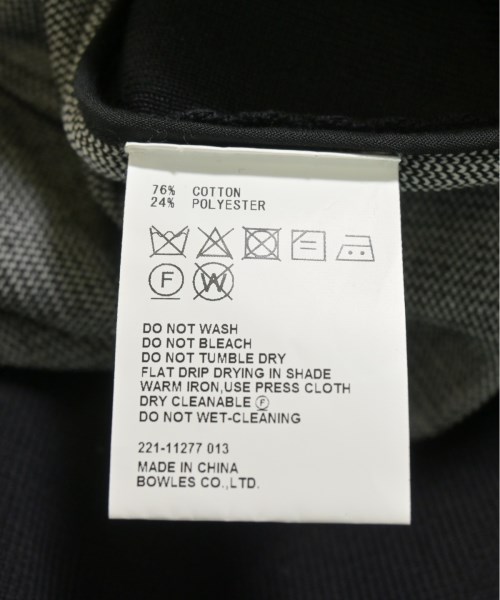 76% COTTON
24% POLYESTER
F W
DO NOT WASH
DO NOT BLEACH
DO NOT TUMBLE DRY
FLAT DRIP DRYING IN SHADE
WARM IRON,USE PRESS CLOTH
DRY CLEANABLE Ⓕ
DO NOT WET-CLEANING
221-11277 013
MADE IN CHINA
BOWLES CO.,LTD.